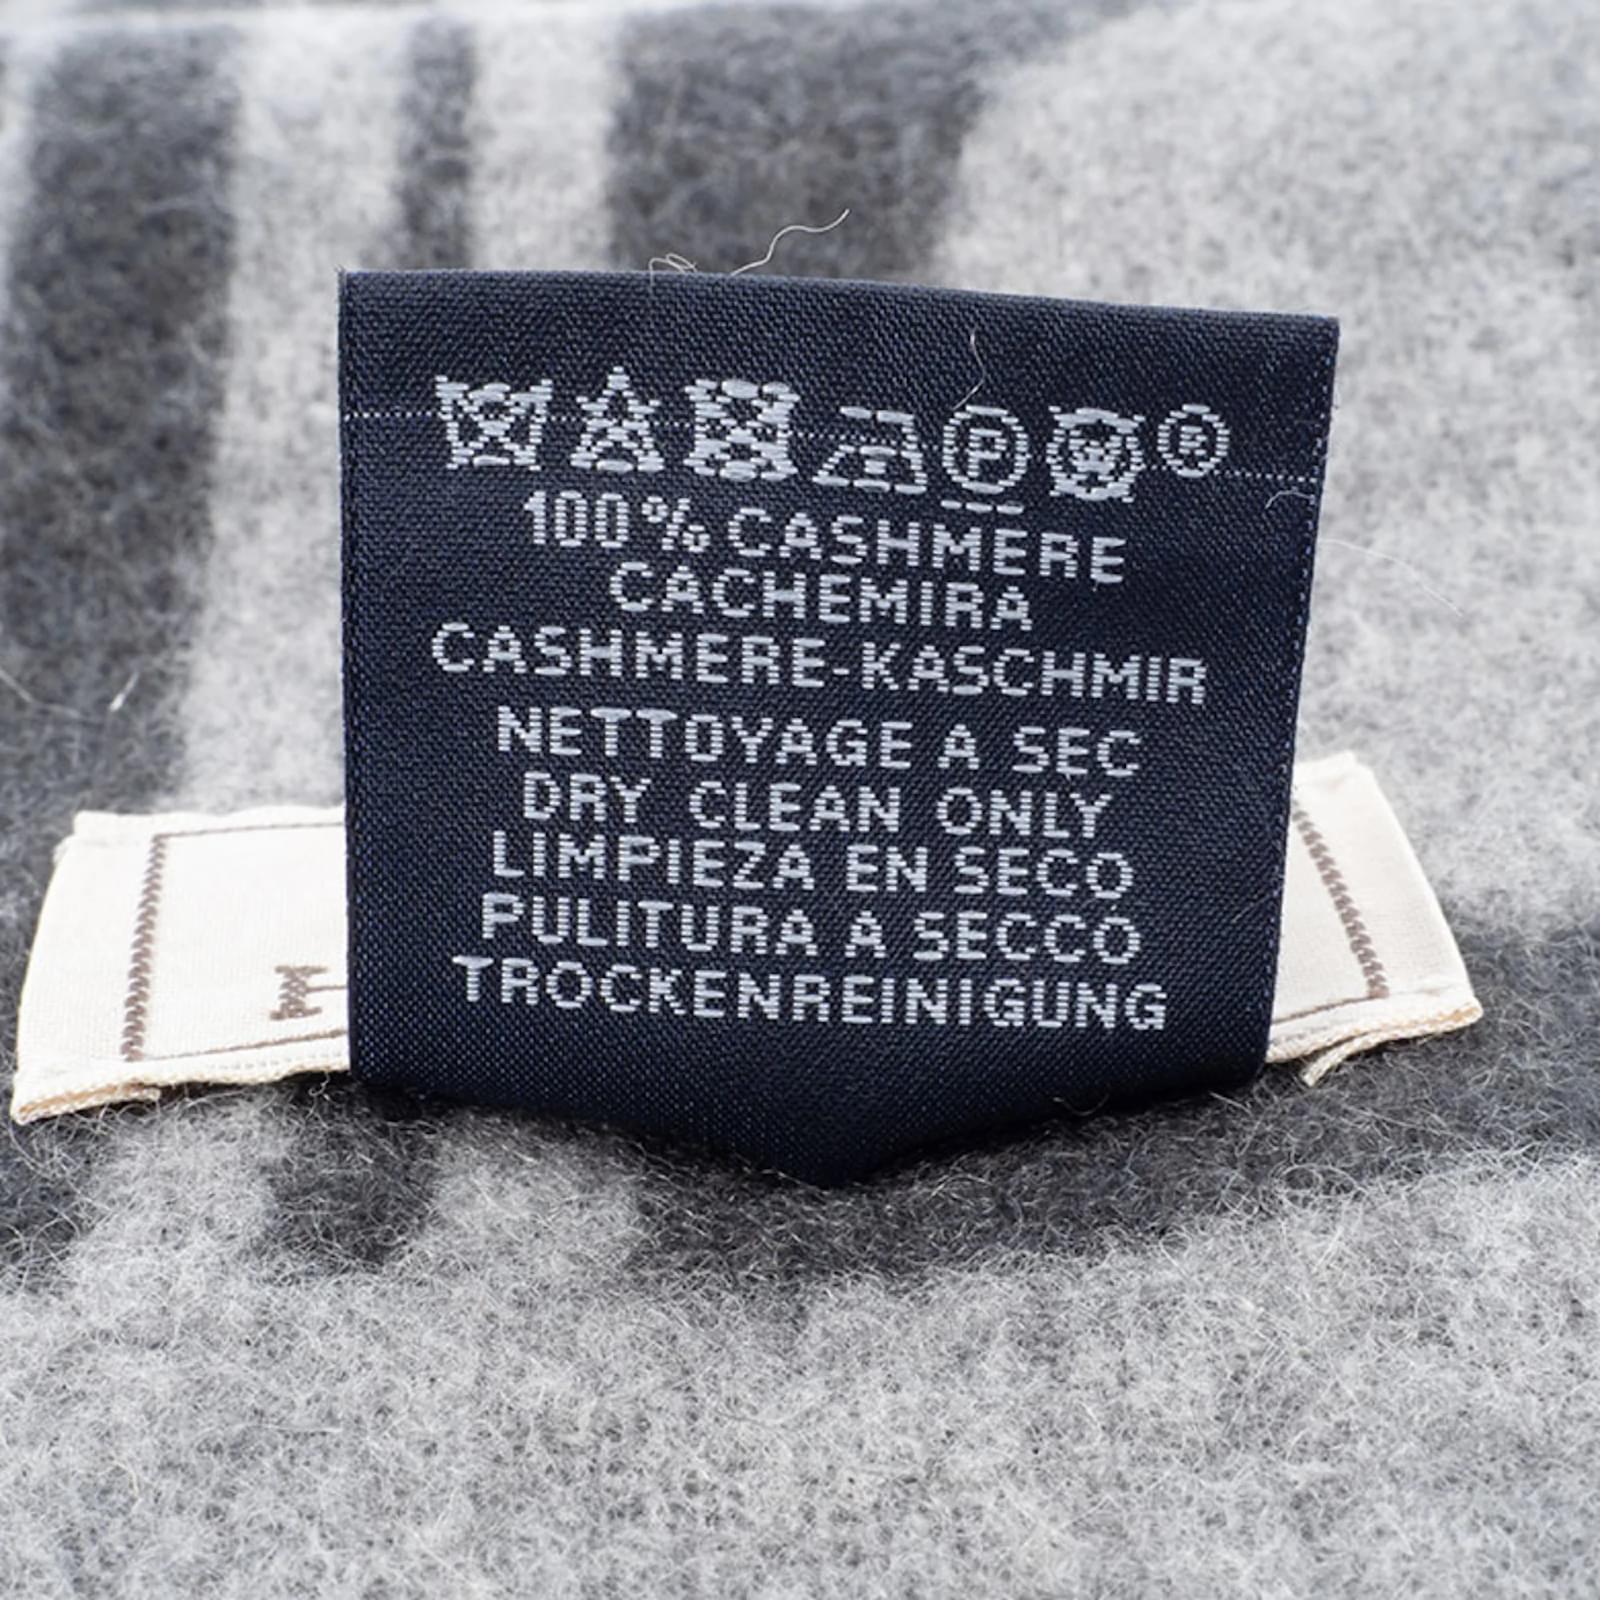 P ®
100% CASHMERE
CACHEMIRA
CASHMERE-KASCHMIR
NETTOYAGE A SEC
DRY CLEAN ONLY
LIMPIEZA EN SECO
PULITURA A SECCO
TROCKENREINIGUNG